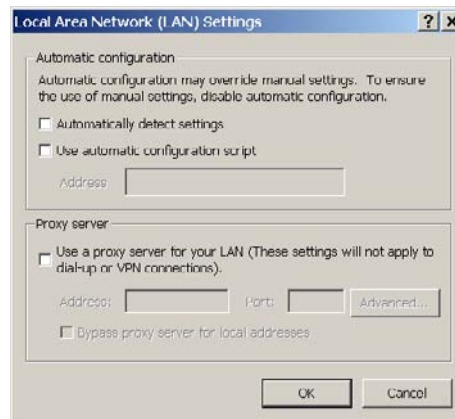 Local Area Network (LAN) Settings
Automatic configuration
Automatic configuration may override manual settings. To ensure
the use of manual settings, disable automatic configuration.
Automatically detect settings
Use automatic configuration script
Address
Proxy server
Use a proxy server for your LAN (These settings will not apply to
dial-up or VPN connections).
Address: Port: Advanced...
Bypass proxy server for local addresses
OK Cancel